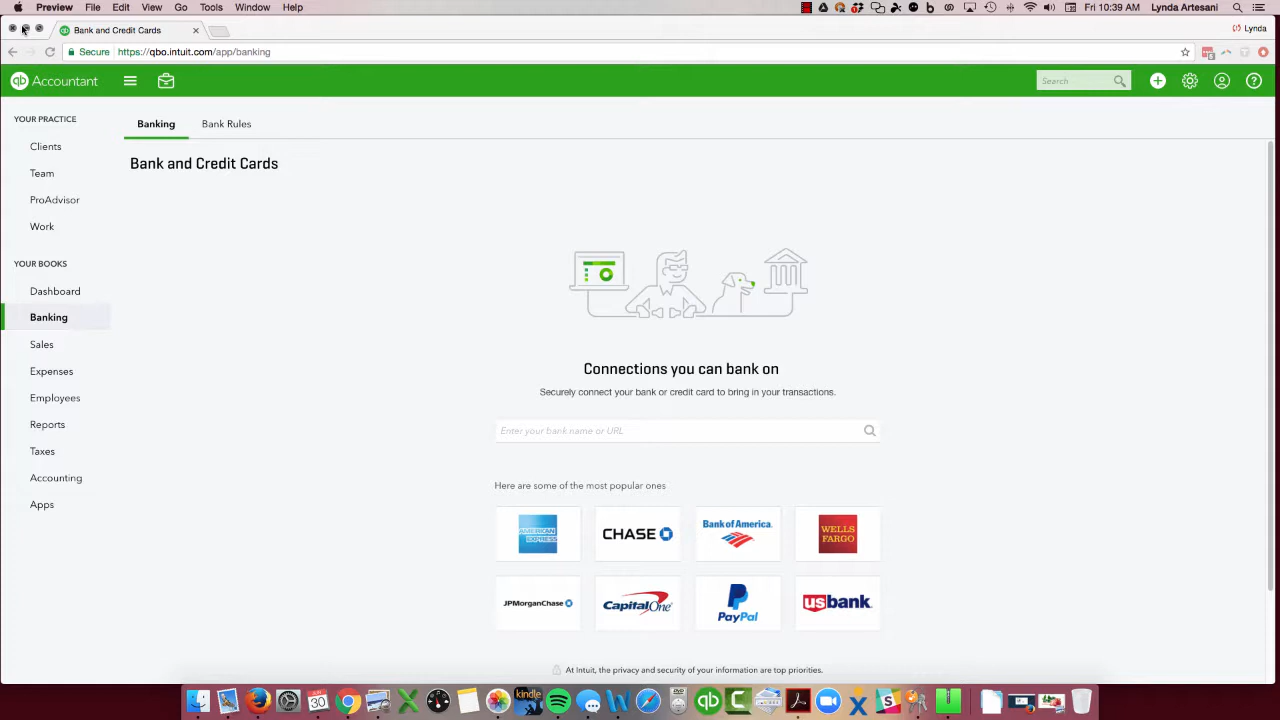 Preview File Edit View Go Tools Window Help Fri 10:39 AM Lynda Artesani
Bank and Credit Cards Lynda
Secure https://qbo.intuit.com/app/banking
qb Accountant Search
YOUR PRACTICE
Clients
Team
ProAdvisor
Work
YOUR BOOKS
Dashboard
Banking
Sales
Expenses
Employees
Reports
Taxes
Accounting
Apps
Banking Bank Rules
Bank and Credit Cards
Connections you can bank on
Securely connect your bank or credit card to bring in your transactions.
Enter your bank name or URL
Here are some of the most popular ones
AMERICAN EXPRESS CHASE Bank of America. WELLS FARGO
JPMorganChase CapitalOne PayPal usbank.
At Intuit, the privacy and security of your information are top priorities.
30 kindle qb